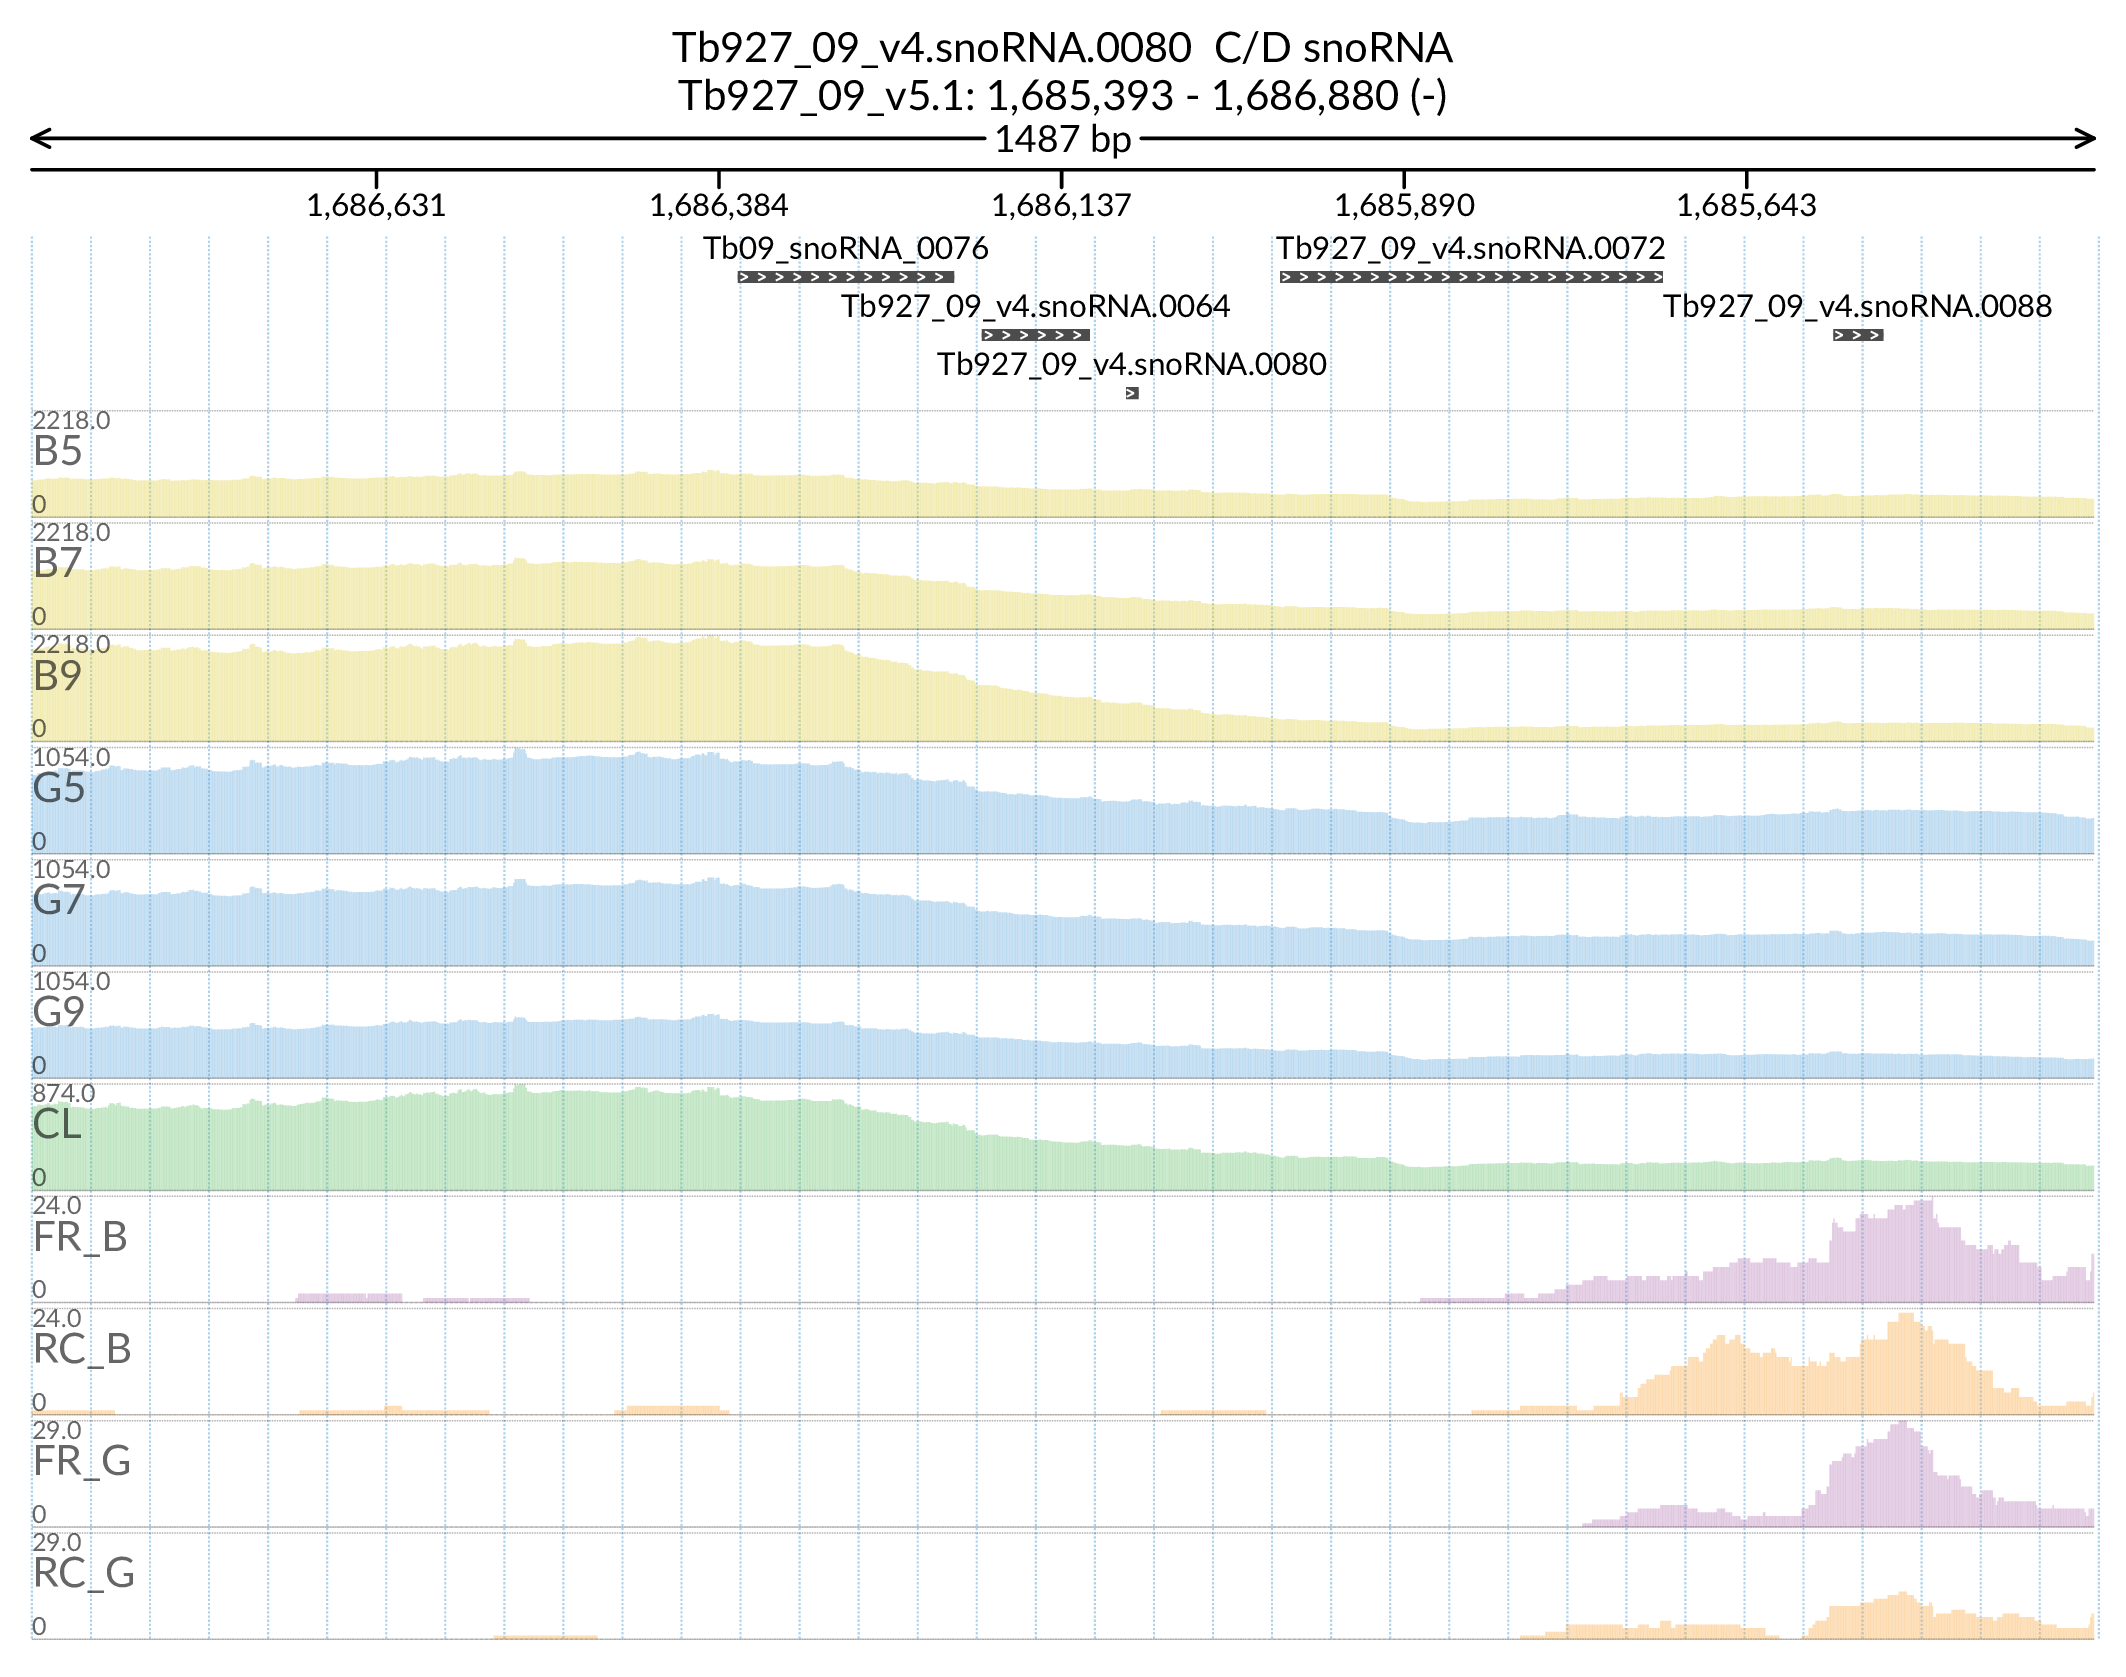 Tb927_09_v4.snoRNA.0080  C/D snoRNA
Tb927_09_v5.1: 1,685,393 - 1,686,880 (-)
1487 bp
1,686,631 1,686,384 1,686,137 1,685,890 1,685,643
Tb09_snoRNA_0076 Tb927_09_v4.snoRNA.0072
Tb927_09_v4.snoRNA.0064 Tb927_09_v4.snoRNA.0088
Tb927_09_v4.snoRNA.0080
2218.0
B5
0
2218.0
B7
0
2218.0
B9
0
1054.0
G5
0
1054.0
G7
0
1054.0
G9
0
874.0
CL
0
24.0
FR_B
0
24.0
RC_B
0
29.0
FR_G
0
29.0
RC_G
0